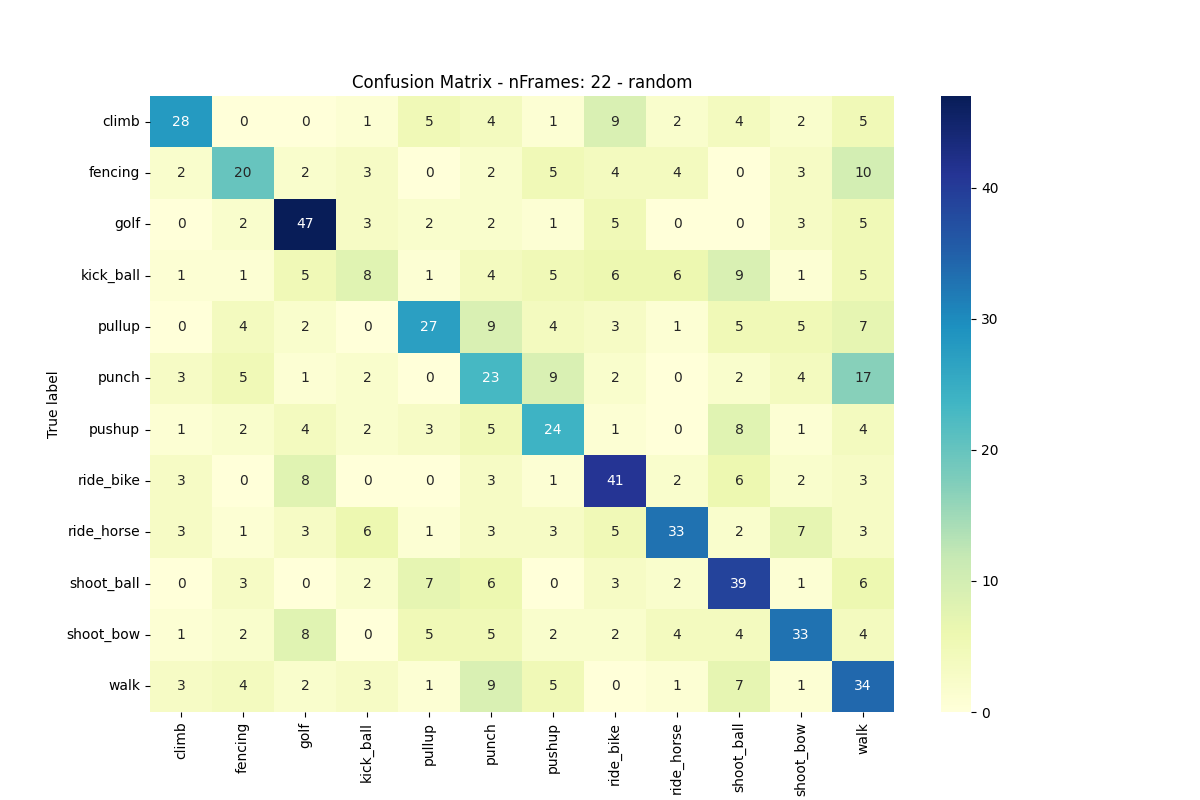 Confusion Matrix - nFrames: 22 - random
True label
climb 28 0 0 1 5 4 1 9 2 4 2 5
fencing 2 20 2 3 0 2 5 4 4 0 3 10
golf 0 2 47 3 2 2 1 5 0 0 3 5
kick_ball 1 1 5 8 1 4 5 6 6 9 1 5
pullup 0 4 2 0 27 9 4 3 1 5 5 7
punch 3 5 1 2 0 23 9 2 0 2 4 17
pushup 1 2 4 2 3 5 24 1 0 8 1 4
ride_bike 3 0 8 0 0 3 1 41 2 6 2 3
ride_horse 3 1 3 6 1 3 3 5 33 2 7 3
shoot_ball 0 3 0 2 7 6 0 3 2 39 1 6
shoot_bow 1 2 8 0 5 5 2 2 4 4 33 4
walk 3 4 2 3 1 9 5 0 1 7 1 34
climb fencing golf kick_ball pullup punch pushup ride_bike ride_horse shoot_ball shoot_bow walk
40
30
20
10
0